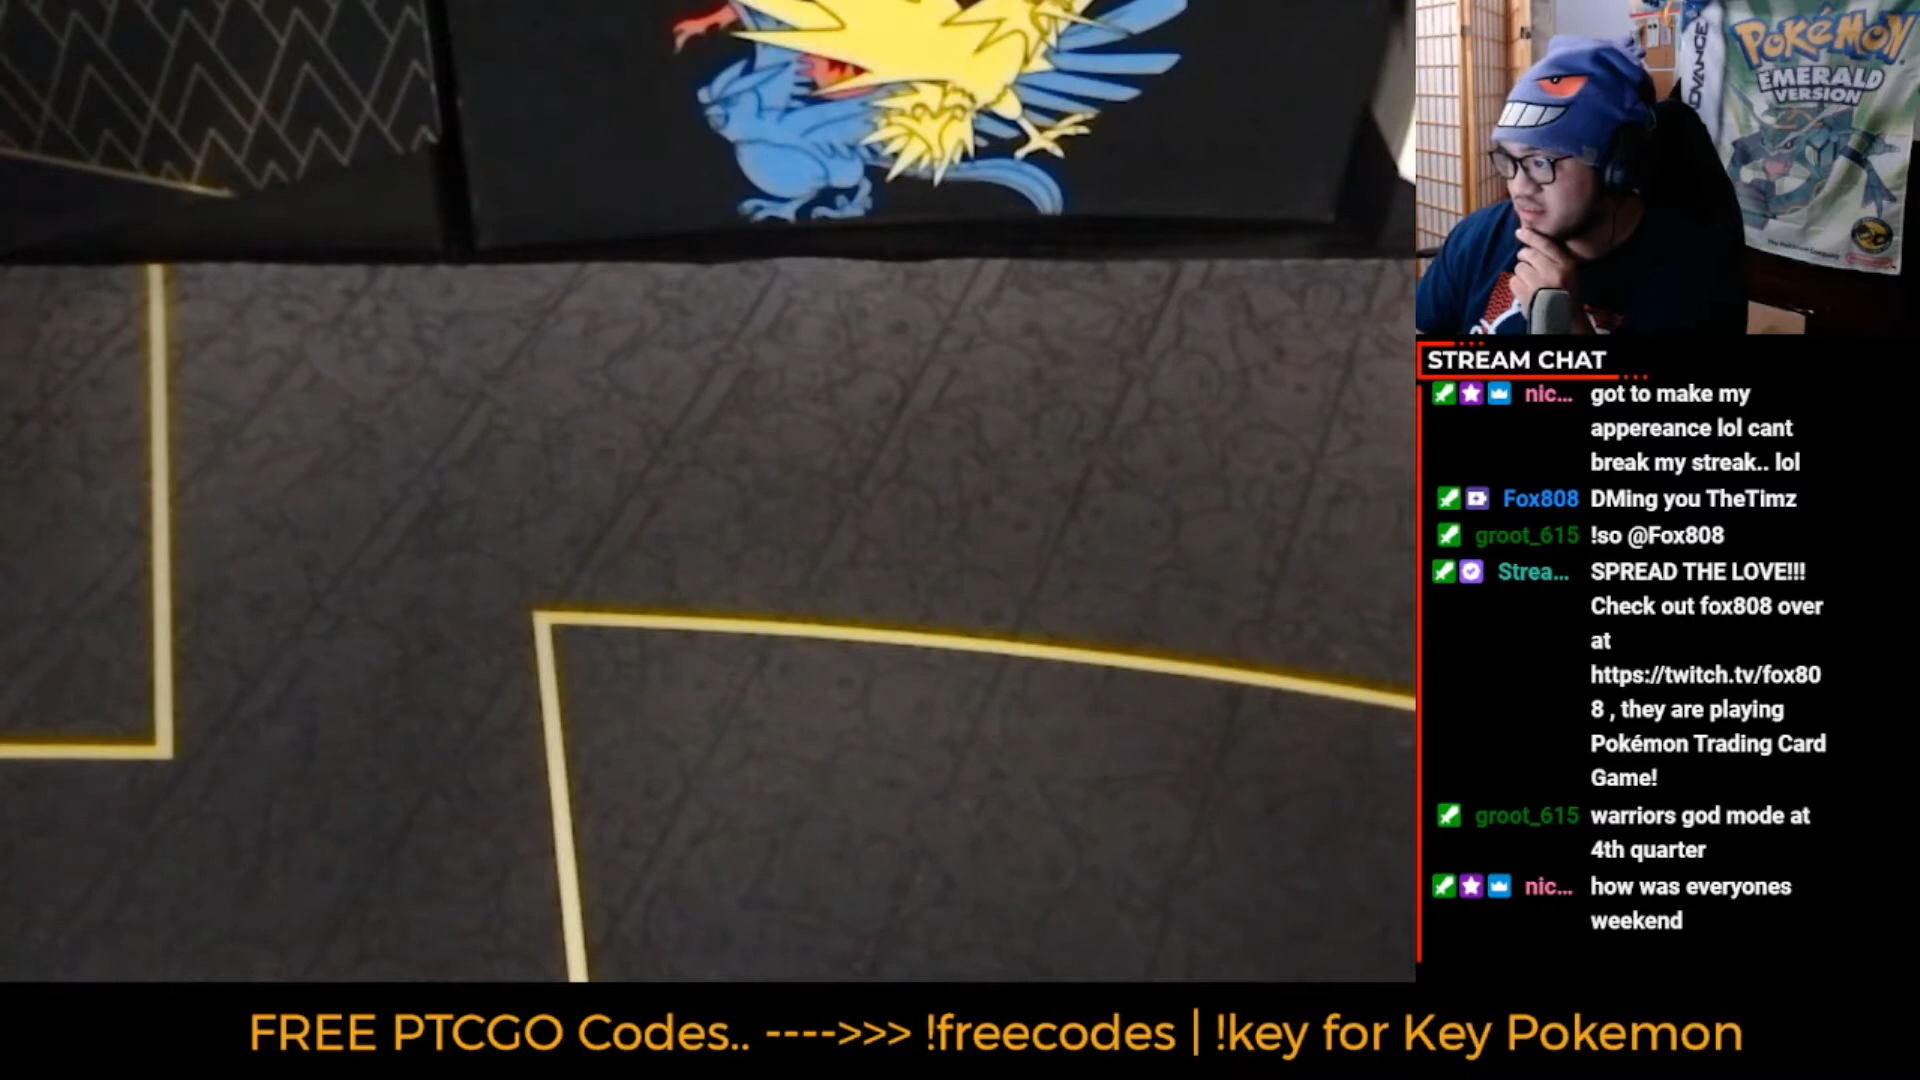 ADVANCE
POKéMON
EMERALD
VERSION
STREAM CHAT
nic... got to make my
appereance lol cant
break my streak.. lol
Fox808 DMing you TheTimz
groot_615 !so @Fox808
Strea... SPREAD THE LOVE!!!
Check out fox808 over
at
https://twitch.tv/fox80
8 , they are playing
Pokémon Trading Card
Game!
groot_615 warriors god mode at
4th quarter
nic... how was everyones
weekend
FREE PTCGO Codes.. ---->>> !freecodes | !key for Key Pokemon